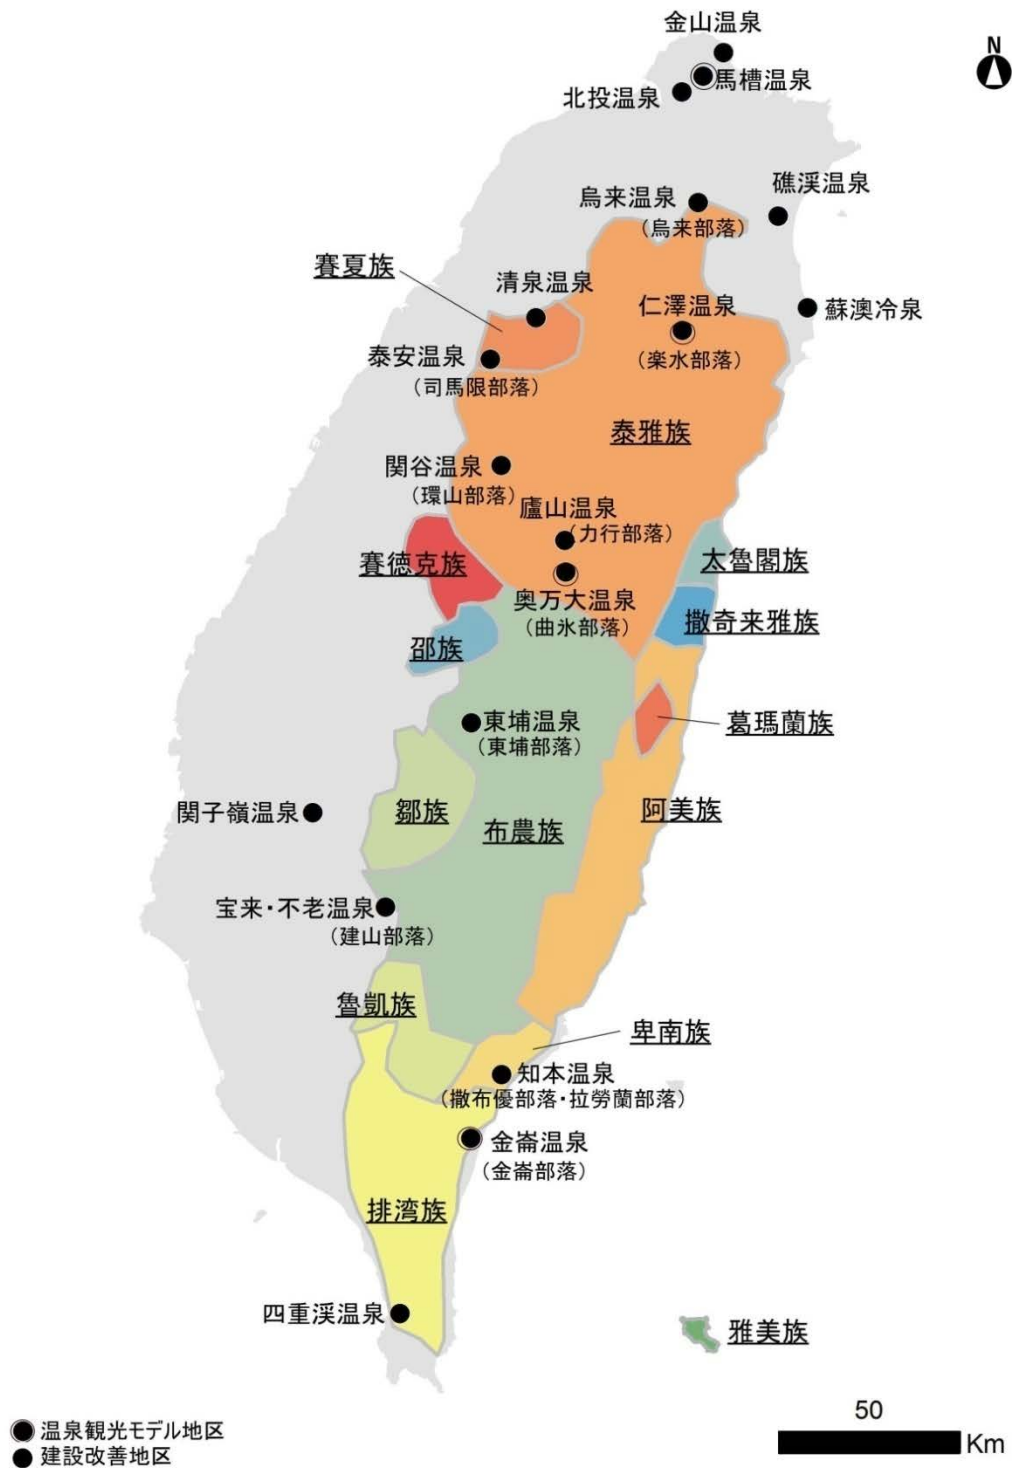 金山温泉
N
馬槽温泉
北投温泉
礁渓温泉
烏来温泉
（烏来部落）
賽夏族
清泉温泉
仁澤温泉
蘇澳冷泉
泰安温泉
（楽水部落）
（司馬限部落）
泰雅族
関谷温泉
（環山部落）
廬山温泉
（力行部落）
賽徳克族
太魯閣族
奥万大温泉
（曲氷部落）
撒奇来雅族
邵族
東埔温泉
（東埔部落）
葛瑪蘭族
関子嶺温泉
鄒族
阿美族
布農族
宝来・不老温泉
（建山部落）
魯凱族
卑南族
知本温泉
（撒布優部落・拉勞蘭部落）
金崙温泉
（金崙部落）
排湾族
四重渓温泉
雅美族
温泉観光モデル地区
建設改善地区
50
Km